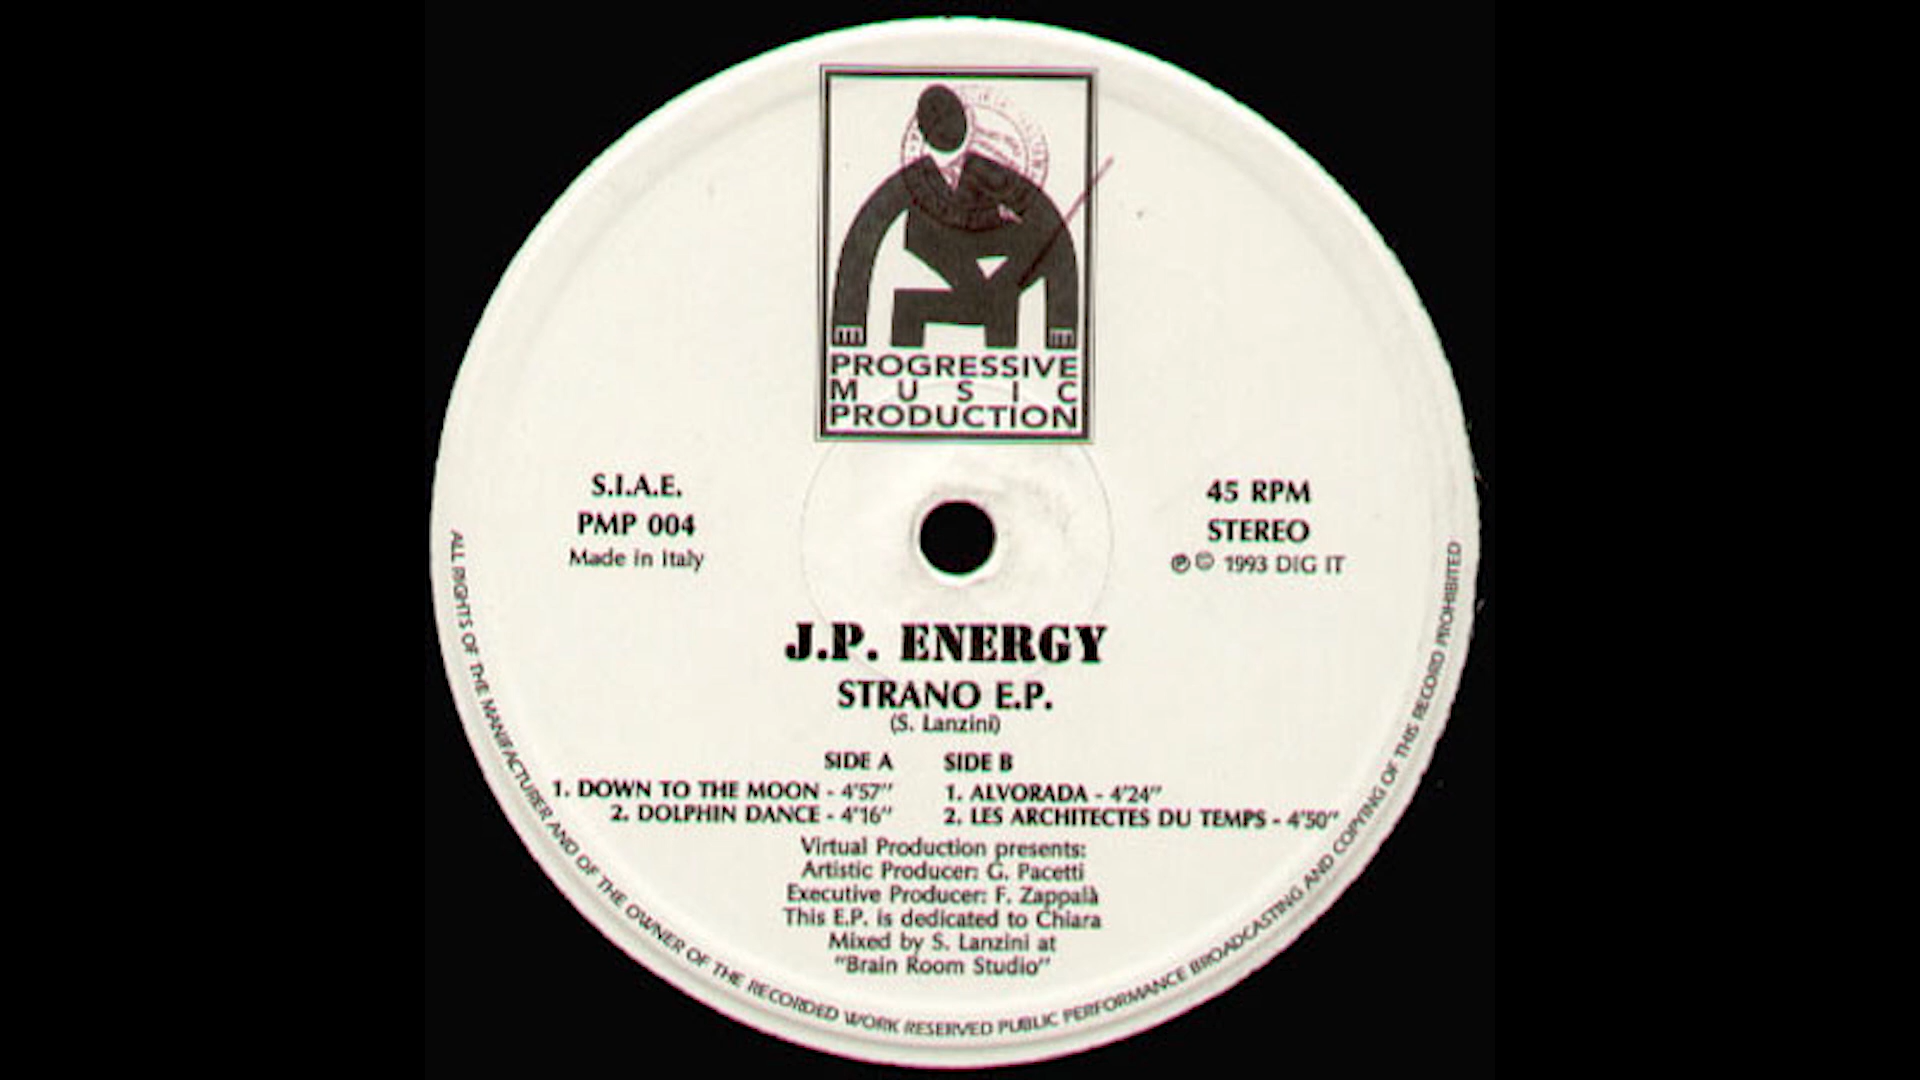 PROGRESSIVE
MUSIC
PRODUCTION
S.I.A.E.
PMP 004
Made in Italy
45 RPM
STEREO
℗ © 1993 DIG IT
J.P. ENERGY
STRANO E.P.
(S. Lanzini)
SIDE A
1. DOWN TO THE MOON - 4'57"
2. DOLPHIN DANCE - 4'16"
SIDE B
1. ALVORADA - 4'24"
2. LES ARCHITECTES DU TEMPS - 4'50"
Virtual Production presents:
Artistic Producer: G. Pacetti
Executive Producer: F. Zappalà
This E.P. is dedicated to Chiara
Mixed by S. Lanzini at
"Brain Room Studio"
ALL RIGHTS OF THE MANIFACTURER AND OF THE OWNER OF THE RECORDED WORK RESERVED PUBLIC PERFORMANCE BROADCASTING AND COPYING OF THIS RECORD PROHIBITED